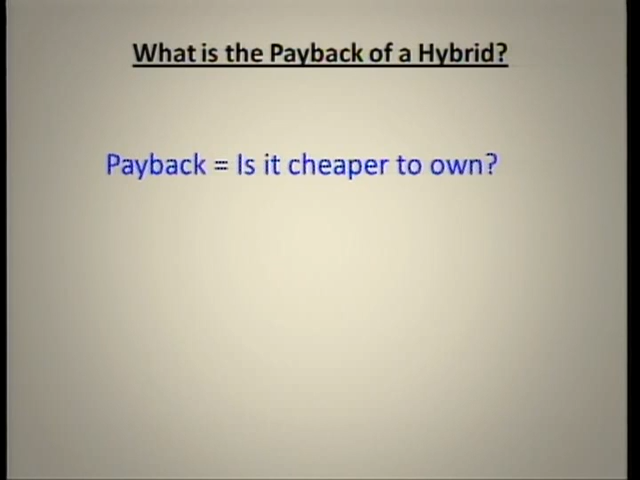 What is the Payback of a Hybrid?
Payback = Is it cheaper to own?